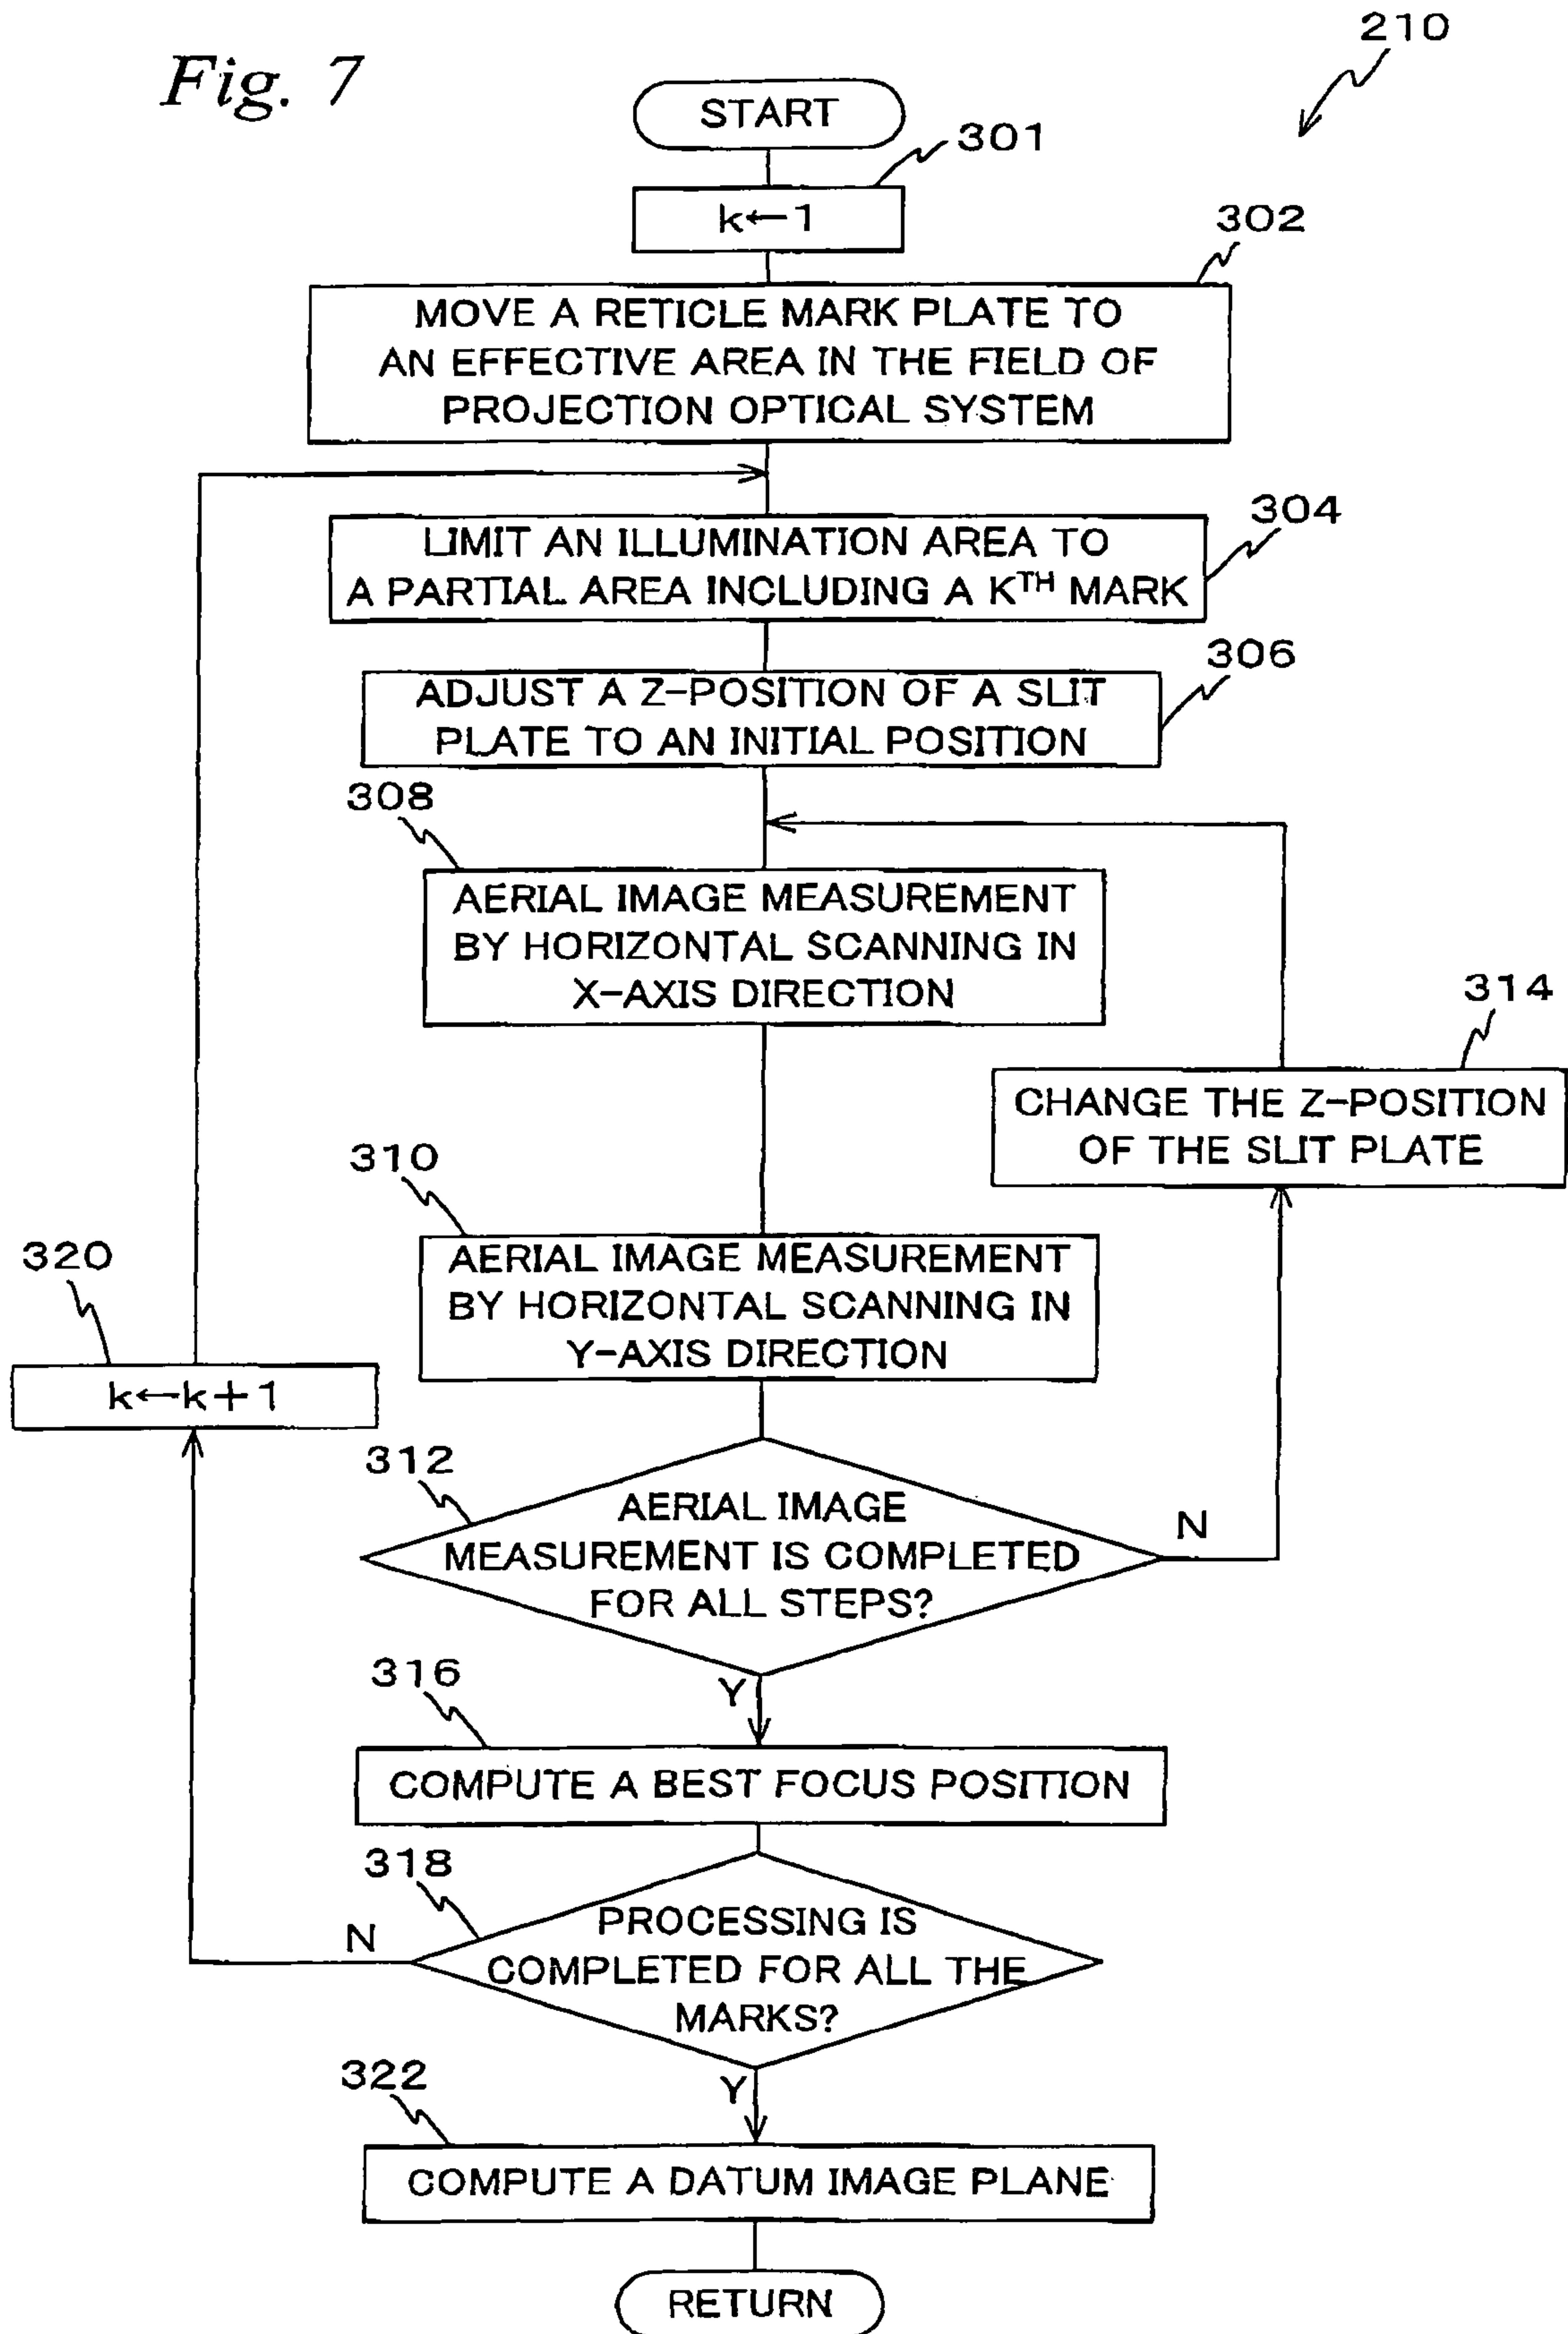 Fig. 7
210
START
301
k←1
302
MOVE A RETICLE MARK PLATE TO
AN EFFECTIVE AREA IN THE FIELD OF
PROJECTION OPTICAL SYSTEM
304
LIMIT AN ILLUMINATION AREA TO
A PARTIAL AREA INCLUDING A KTH MARK
306
ADJUST A Z-POSITION OF A SLIT
PLATE TO AN INITIAL POSITION
308
AERIAL IMAGE MEASUREMENT
BY HORIZONTAL SCANNING IN
X-AXIS DIRECTION
314
CHANGE THE Z-POSITION
OF THE SLIT PLATE
310
AERIAL IMAGE MEASUREMENT
BY HORIZONTAL SCANNING IN
Y-AXIS DIRECTION
320
k←k+1
312
AERIAL IMAGE
MEASUREMENT IS COMPLETED
FOR ALL STEPS?
N
Y
316
COMPUTE A BEST FOCUS POSITION
318
PROCESSING IS
COMPLETED FOR ALL THE
MARKS?
N
Y
322
COMPUTE A DATUM IMAGE PLANE
RETURN